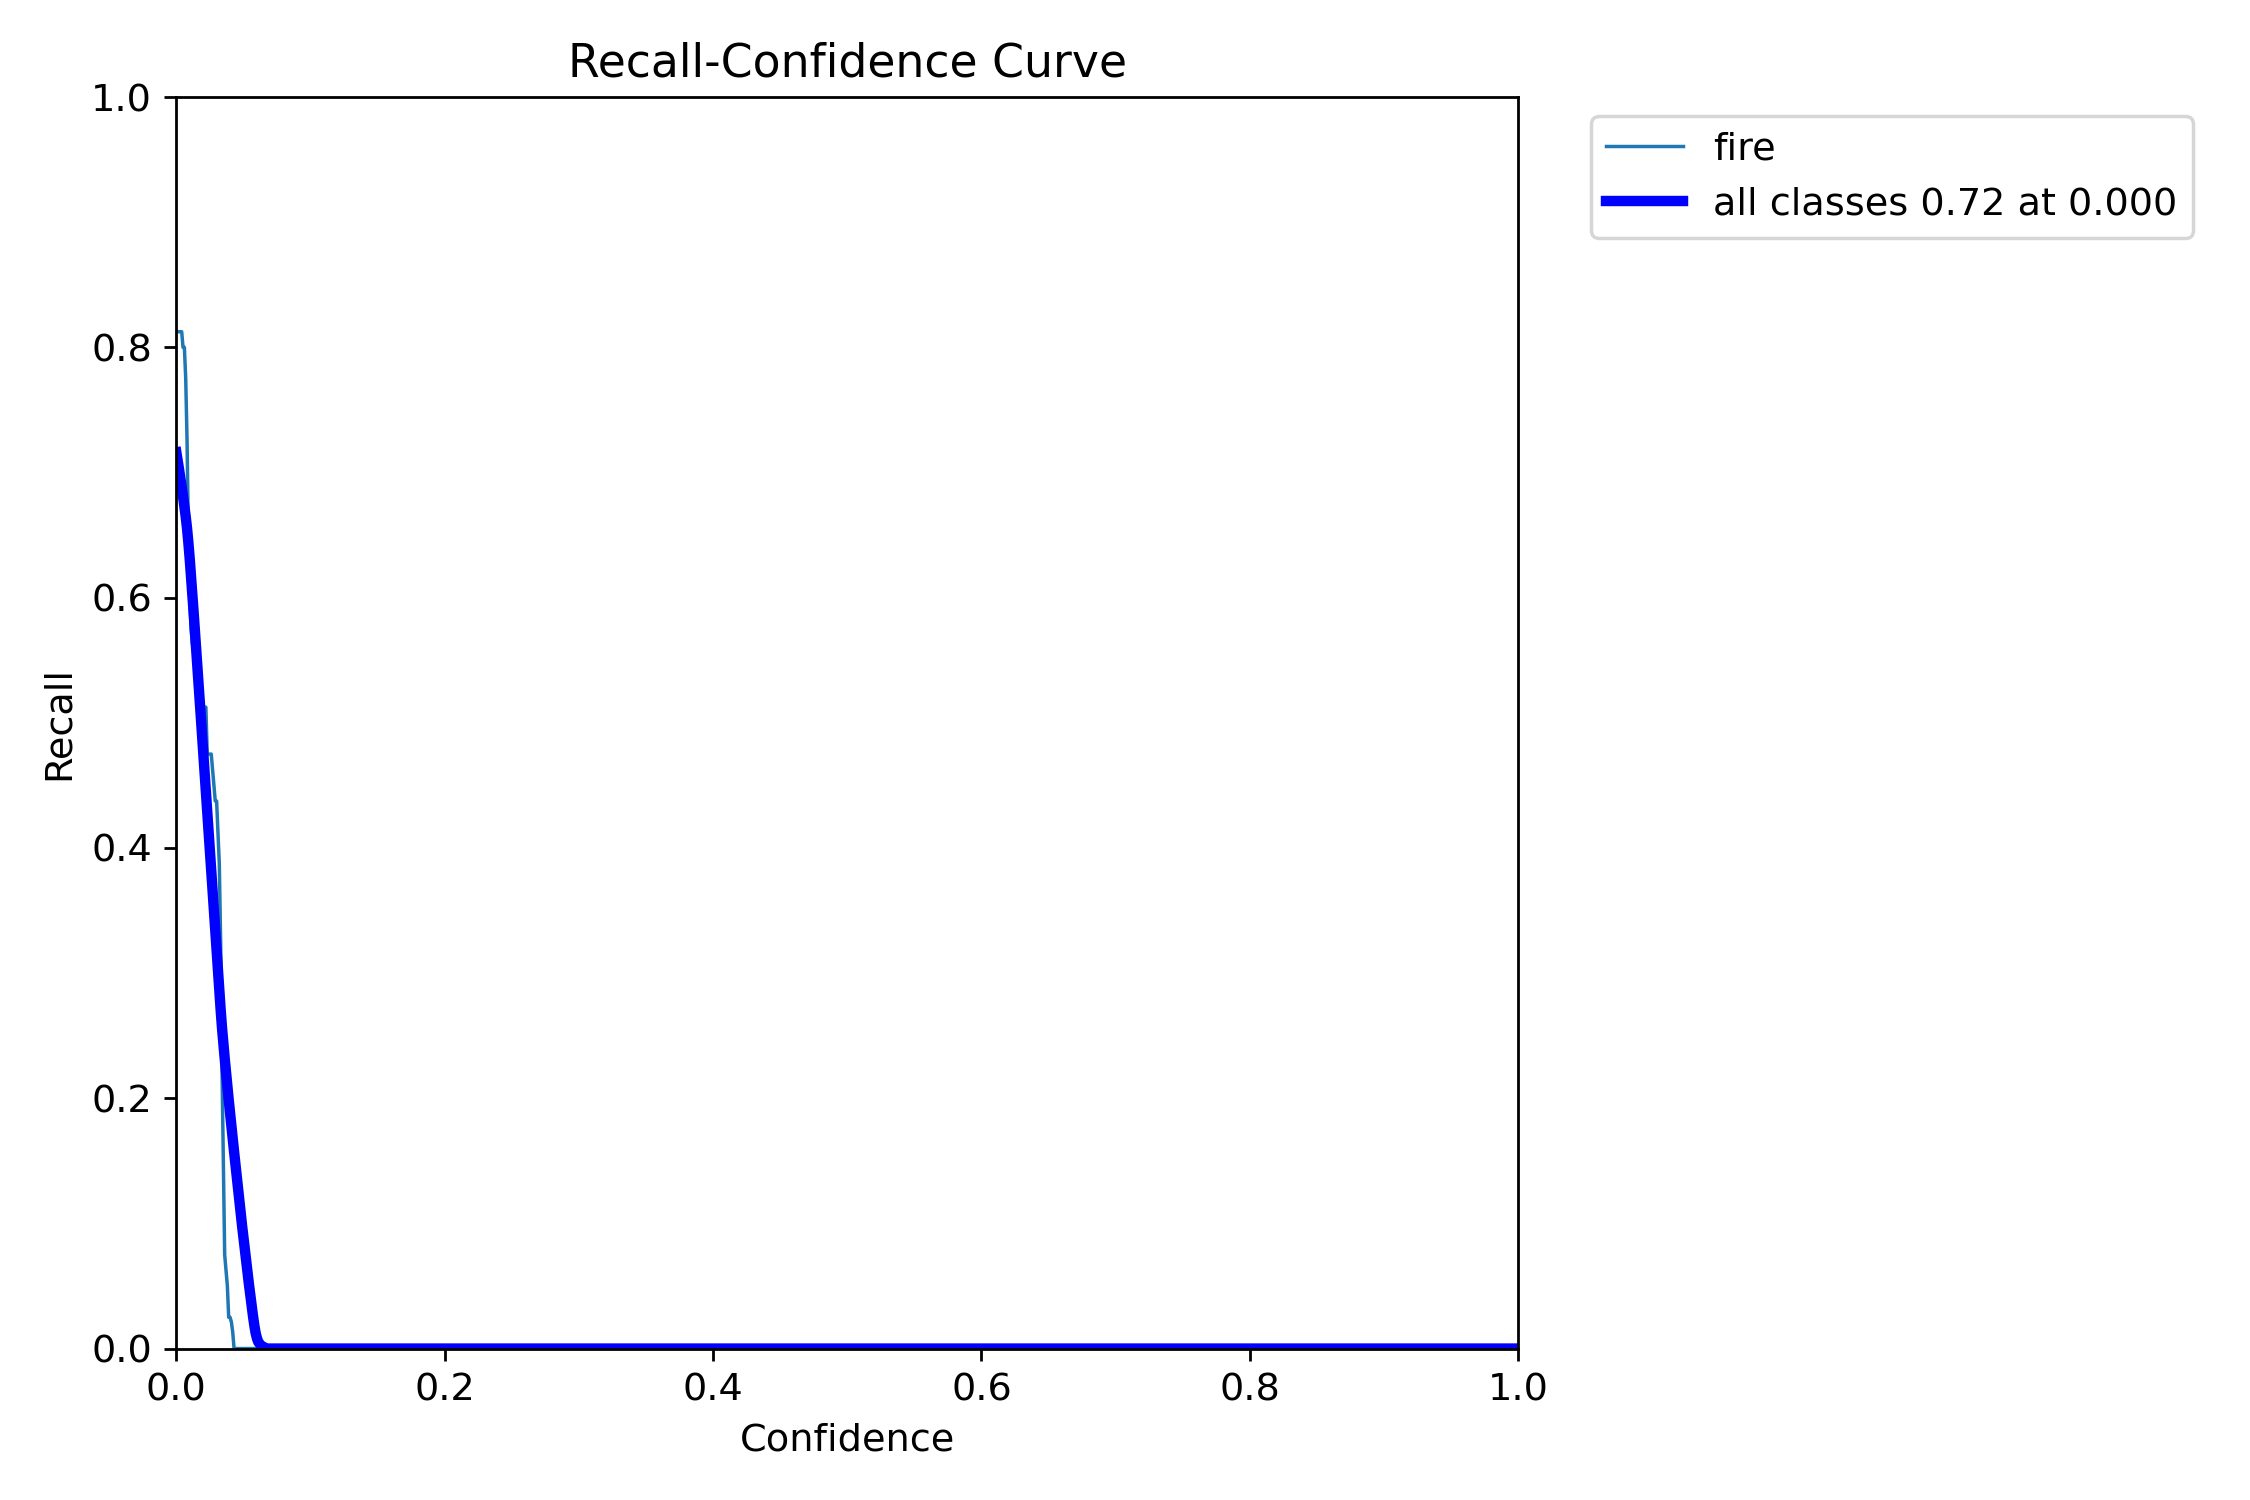 Recall-Confidence Curve
1.0
0.8
0.6
0.4
0.2
0.0
Recall
0.0 0.2 0.4 0.6 0.8 1.0
Confidence
fire
all classes 0.72 at 0.000